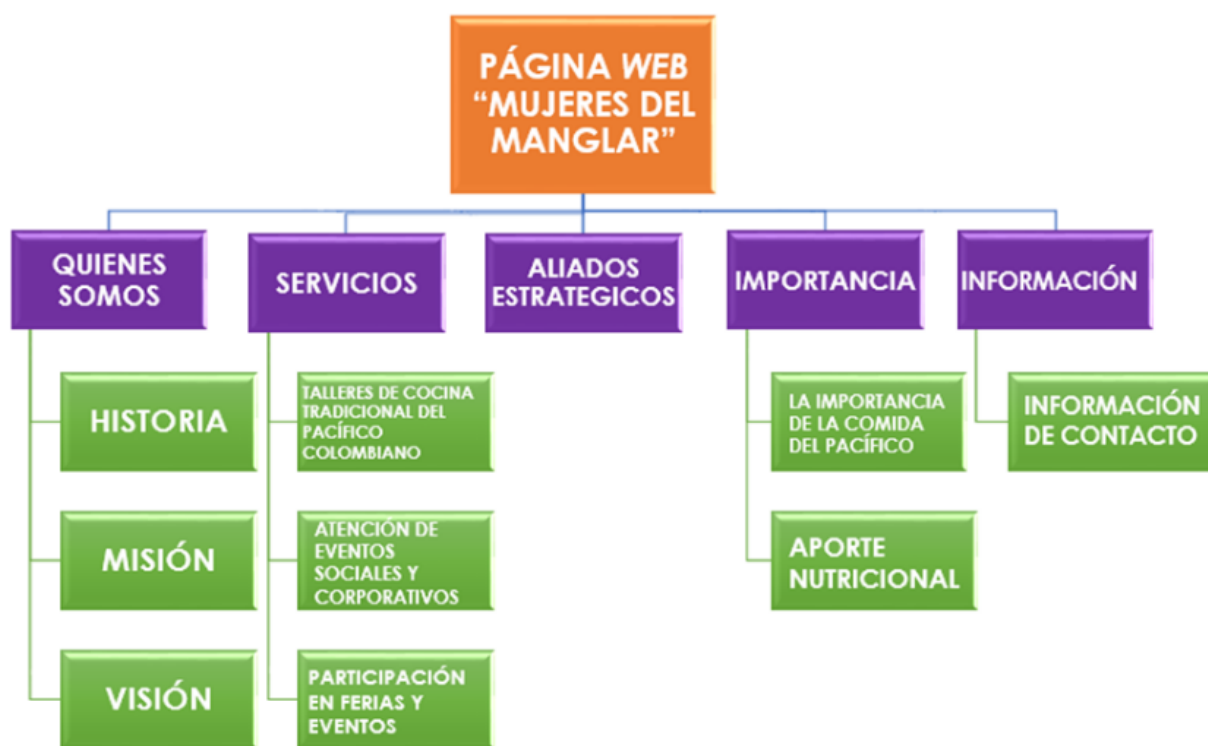 PÁGINA WEB
“MUJERES DEL
MANGLAR”
QUIENES
SOMOS
SERVICIOS
ALIADOS
ESTRATEGICOS
IMPORTANCIA
INFORMACIÓN
HISTORIA
MISIÓN
VISIÓN
TALLERES DE COCINA
TRADICIONAL DEL
PACÍFICO
COLOMBIANO
ATENCIÓN DE
EVENTOS
SOCIALES Y
CORPORATIVOS
PARTICIPACIÓN
EN FERIAS Y
EVENTOS
LA IMPORTANCIA
DE LA COMIDA
DEL PACÍFICO
APORTE
NUTRICIONAL
INFORMACIÓN
DE CONTACTO